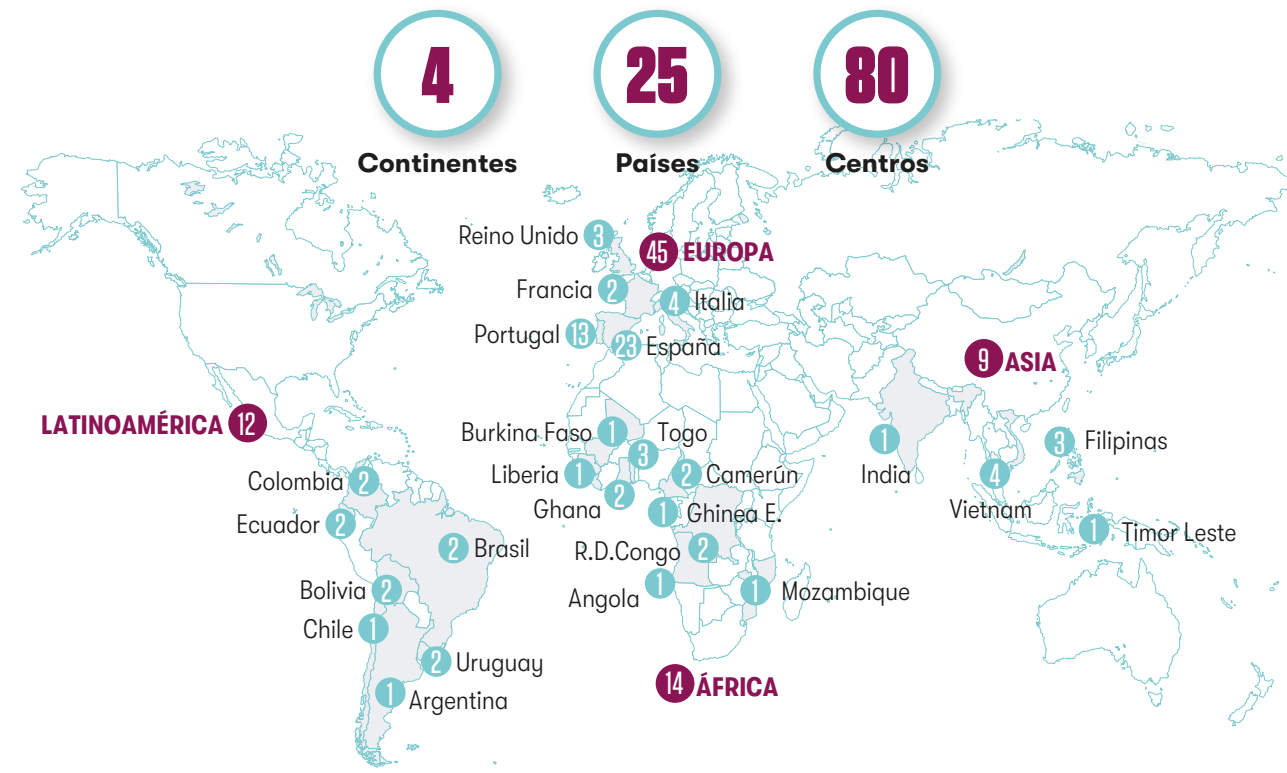 4
25
80
Continentes
Países
Centros
Reino Unido 3
45 EUROPA
Francia 2
4 Italia
Portugal 13
23 España
9 ASIA
LATINOAMÉRICA 12
Burkina Faso 1
Togo
3
Liberia 1
2 Camerún
Ghana 2
1 Ghinea E.
R.D.Congo 2
Angola 1
1 Mozambique
14 ÁFRICA
1
India
3 Filipinas
4
Vietnam
1 Timor Leste
Colombia 2
Ecuador 2
2 Brasil
Bolivia 2
Chile 1
2 Uruguay
1 Argentina